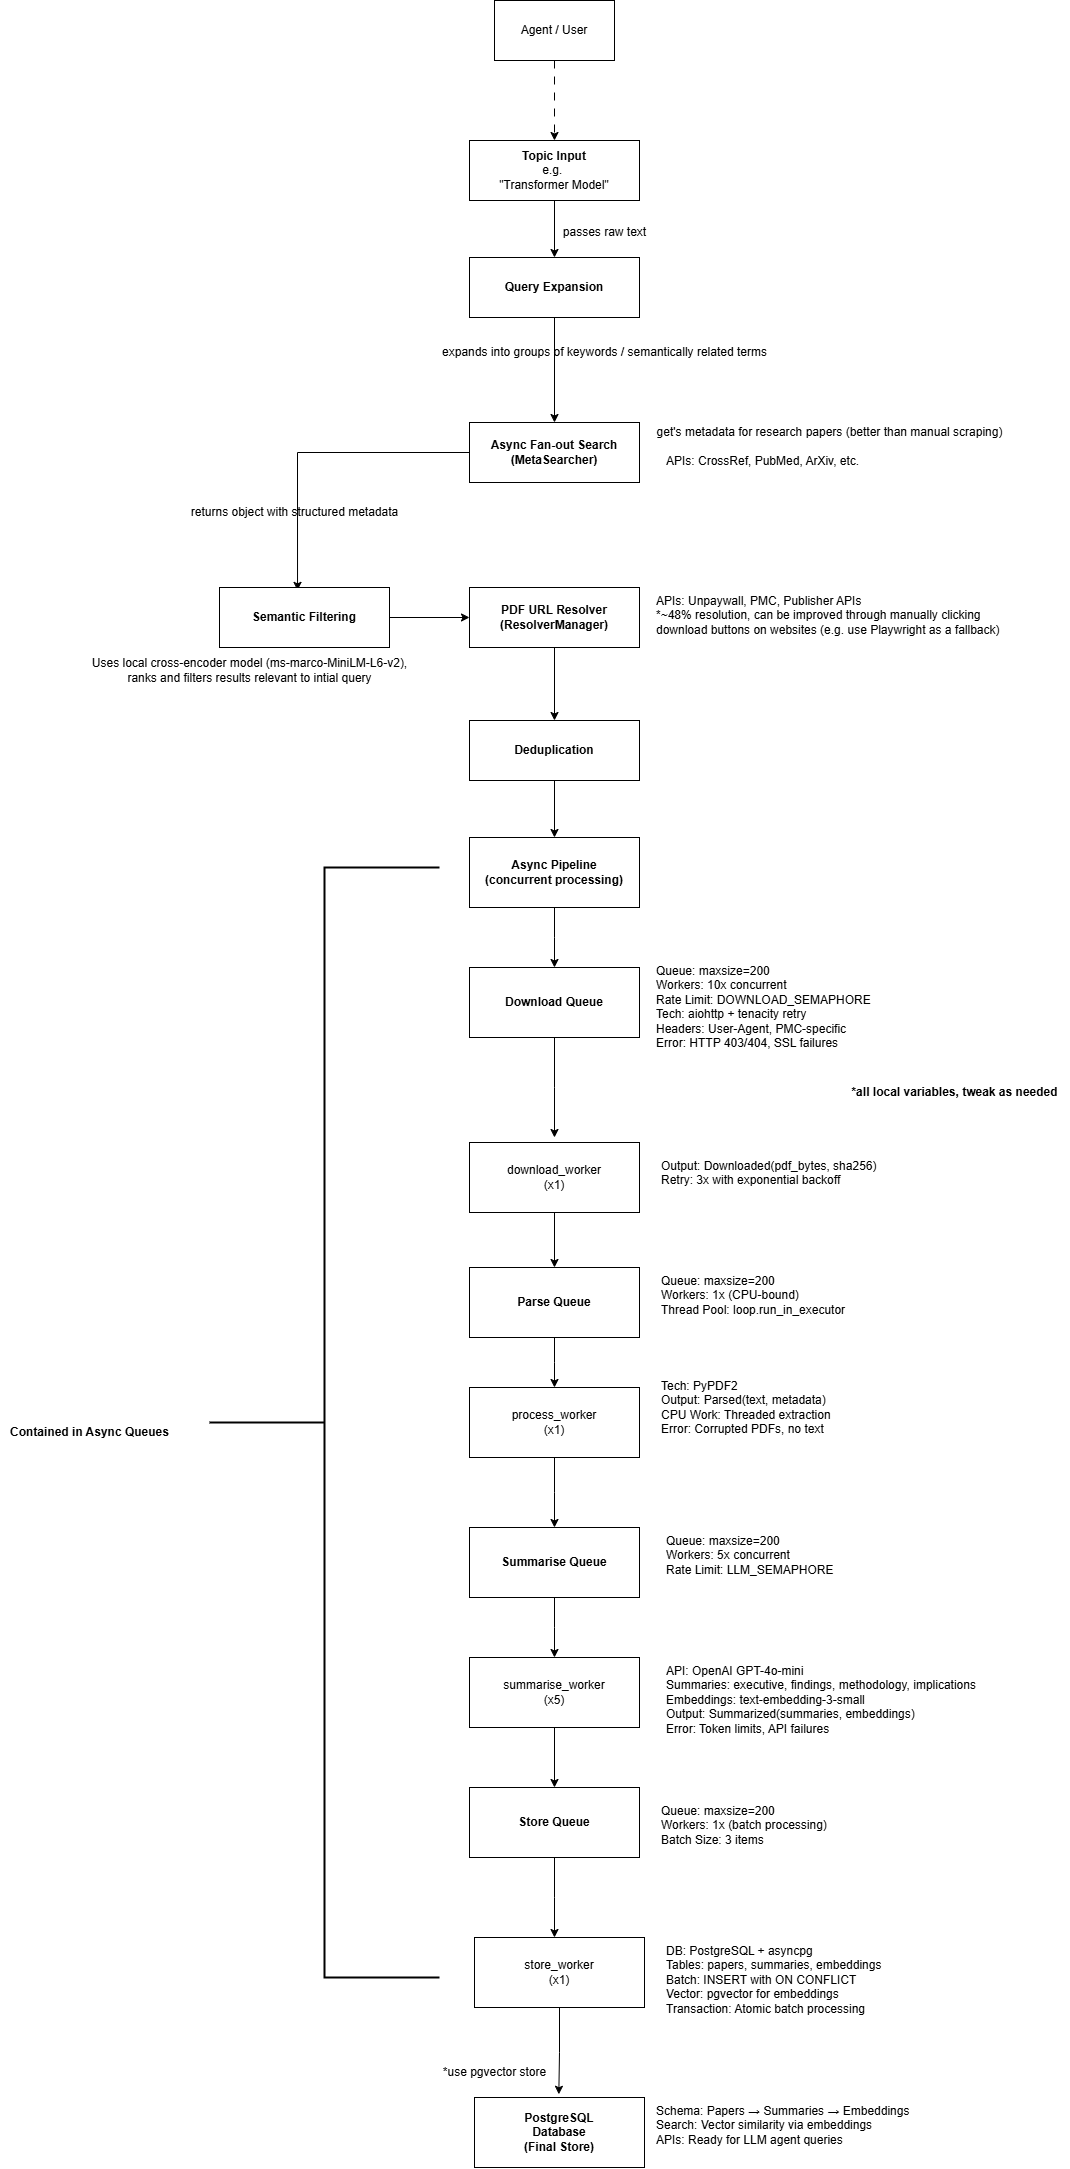 Agent / User
Topic Input
e.g.
"Transformer Model"
passes raw text
Query Expansion
expands into groups of keywords / semantically related terms
Async Fan-out Search
(MetaSearcher)
get's metadata for research papers (better than manual scraping)
APIs: CrossRef, PubMed, ArXiv, etc.
returns object with structured metadata
Semantic Filtering
Uses local cross-encoder model (ms-marco-MiniLM-L6-v2),
ranks and filters results relevant to intial query
PDF URL Resolver
(ResolverManager)
APIs: Unpaywall, PMC, Publisher APIs
*~48% resolution, can be improved through manually clicking
download buttons on websites (e.g. use Playwright as a fallback)
Deduplication
Async Pipeline
(concurrent processing)
Download Queue
Queue: maxsize=200
Workers: 10x concurrent
Rate Limit: DOWNLOAD_SEMAPHORE
Tech: aiohttp + tenacity retry
Headers: User-Agent, PMC-specific
Error: HTTP 403/404, SSL failures
*all local variables, tweak as needed
download_worker
(x1)
Output: Downloaded(pdf_bytes, sha256)
Retry: 3x with exponential backoff
Parse Queue
Queue: maxsize=200
Workers: 1x (CPU-bound)
Thread Pool: loop.run_in_executor
process_worker
(x1)
Tech: PyPDF2
Output: Parsed(text, metadata)
CPU Work: Threaded extraction
Error: Corrupted PDFs, no text
Contained in Async Queues
Summarise Queue
Queue: maxsize=200
Workers: 5x concurrent
Rate Limit: LLM_SEMAPHORE
summarise_worker
(x5)
API: OpenAI GPT-4o-mini
Summaries: executive, findings, methodology, implications
Embeddings: text-embedding-3-small
Output: Summarized(summaries, embeddings)
Error: Token limits, API failures
Store Queue
Queue: maxsize=200
Workers: 1x (batch processing)
Batch Size: 3 items
store_worker
(x1)
DB: PostgreSQL + asyncpg
Tables: papers, summaries, embeddings
Batch: INSERT with ON CONFLICT
Vector: pgvector for embeddings
Transaction: Atomic batch processing
*use pgvector store
PostgreSQL
Database
(Final Store)
Schema: Papers → Summaries → Embeddings
Search: Vector similarity via embeddings
APIs: Ready for LLM agent queries